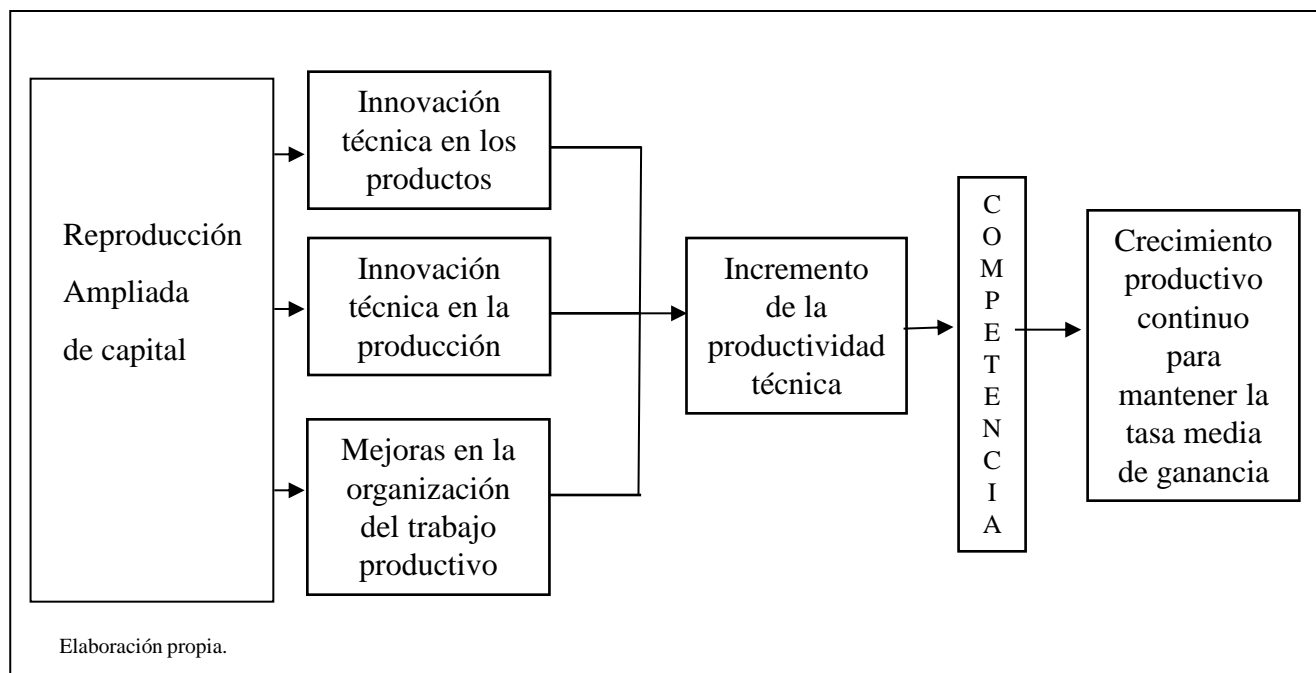 Reproducción
Ampliada
de capital
Innovación
técnica en los
productos
Innovación
técnica en la
producción
Mejoras en la
organización
del trabajo
productivo
Incremento
de la
productividad
técnica
C
O
M
P
E
T
E
N
C
I
A
Crecimiento
productivo
continuo
para
mantener la
tasa media
de ganancia
Elaboración propia.